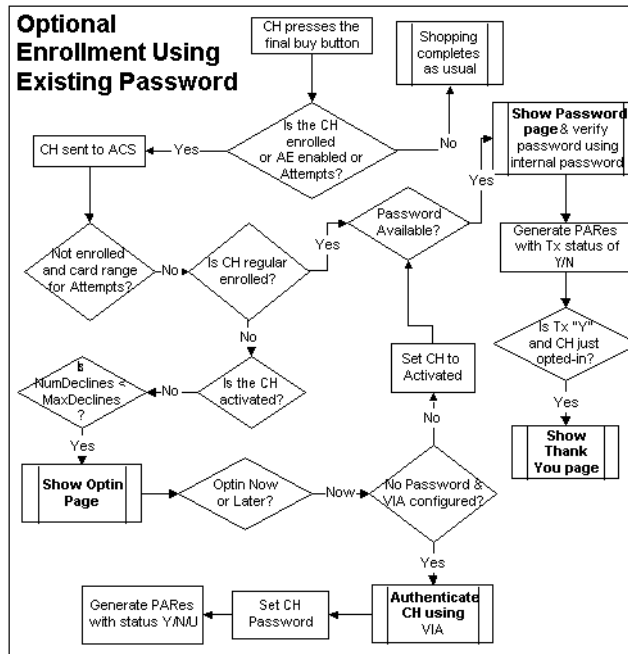 Optional
Enrollment Using
Existing Password
CH presses the
final buy button
Shopping
completes
as usual
Is the CH
enrolled
or AE enabled or
Attempts?
No
Yes
CH sent to ACS
Show Password
page & verify
password using
internal password
Yes
Password
Available?
Yes
Not enrolled
and card range
for Attempts?
No
Is CH regular
enrolled?
Generate PARes
with Tx status of
Y/N
No
Is Tx "Y"
and CH just
opted-in?
Set CH to
Activated
Is
NumDeclines <
MaxDeclines
?
No
Is the CH
activated?
No
Yes
Show
Thank
You page
Show Optin
Page
Optin Now
or Later?
Now
No Password &
VIA configured?
Yes
Generate PARes
with status Y/N/U
Set CH
Password
Authenticate
CH using
VIA